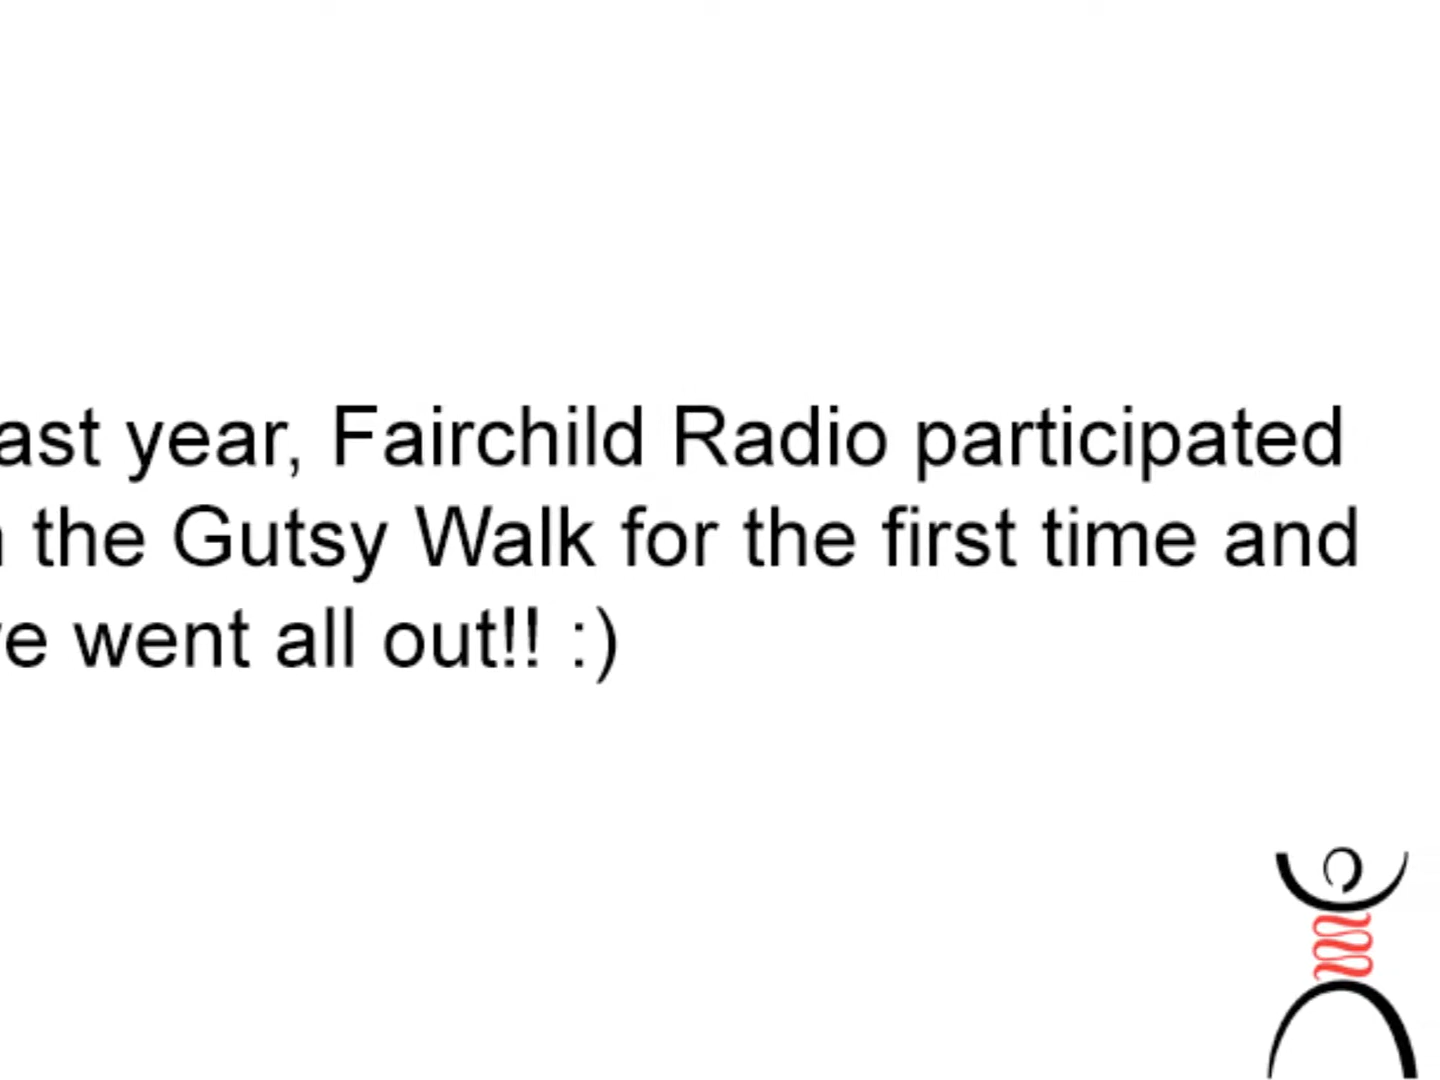 ast year, Fairchild Radio participated
the Gutsy Walk for the first time and
e went all out!! :)